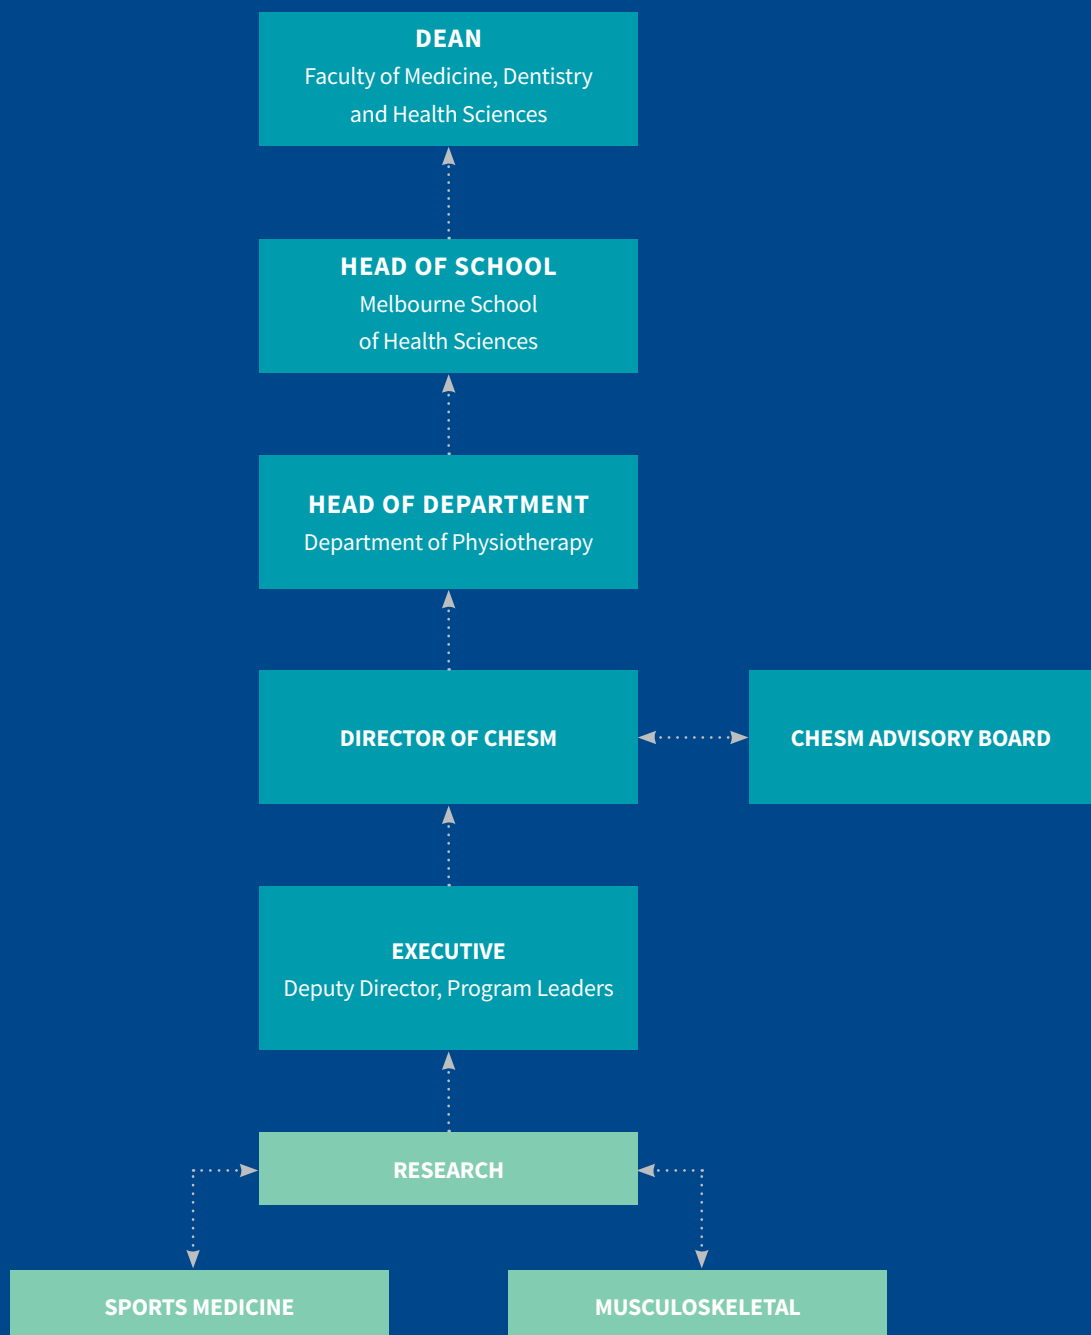 DEAN
Faculty of Medicine, Dentistry
and Health Sciences
HEAD OF SCHOOL
Melbourne School
of Health Sciences
HEAD OF DEPARTMENT
Department of Physiotherapy
DIRECTOR OF CHESM
CHESM ADVISORY BOARD
EXECUTIVE
Deputy Director, Program Leaders
RESEARCH
SPORTS MEDICINE
MUSCULOSKELETAL